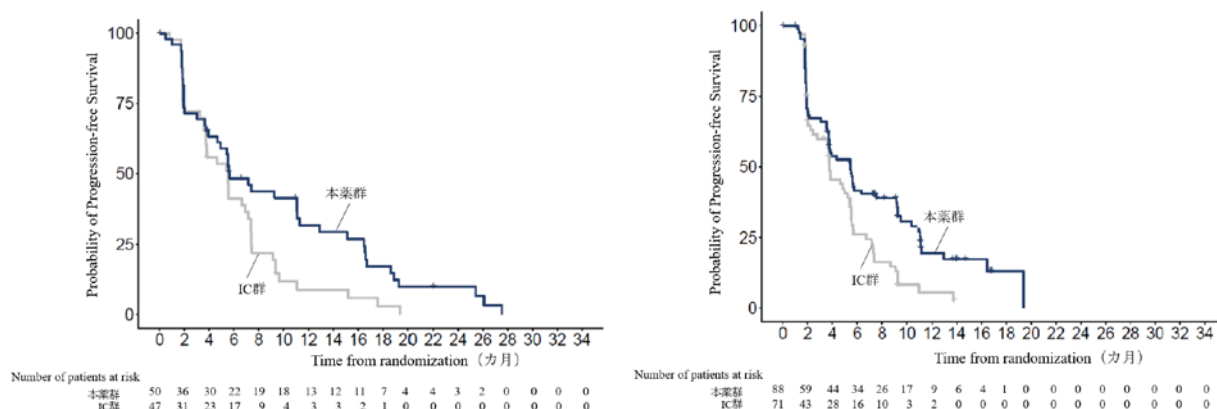 100
75
50
25
0
Probability of Progression-free Survival
本薬群
IC群
0 2 4 6 8 10 12 14 16 18 20 22 24 26 28 30 32 34
Time from randomization（カ月）
Number of patients at risk
本薬群 50 36 30 22 19 18 13 12 11 7 4 4 3 2 0 0 0 0
IC群 47 31 23 17 9 4 3 3 2 1 0 0 0 0 0 0 0 0
100
75
50
25
0
Probability of Progression-free Survival
本薬群
IC群
0 2 4 6 8 10 12 14 16 18 20 22 24 26 28 30 32 34
Time from randomization（カ月）
Number of patients at risk
本薬群 88 59 44 34 26 17 9 6 4 1 0 0 0 0 0 0 0 0
IC群 71 43 28 16 10 3 2 0 0 0 0 0 0 0 0 0 0 0